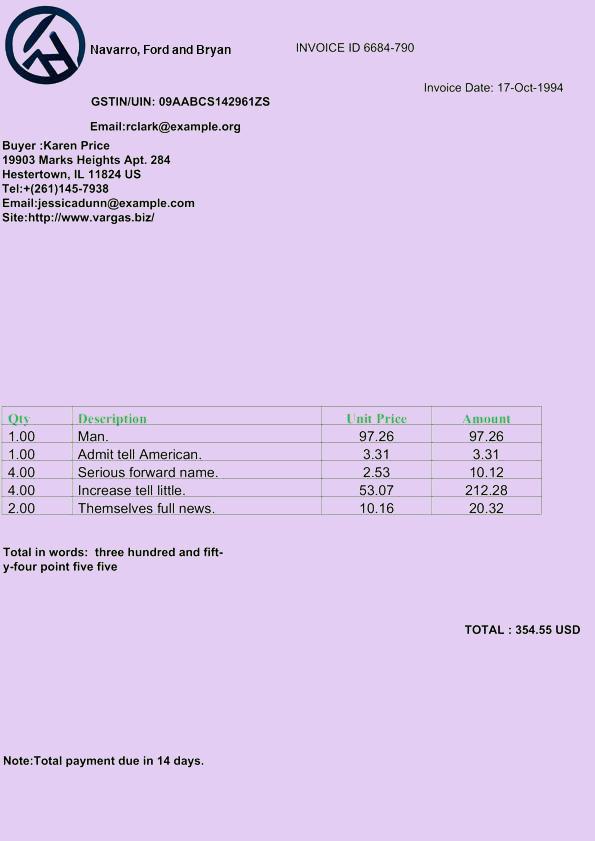 Navarro, Ford and Bryan
INVOICE ID 6684-790
Invoice Date: 17-Oct-1994
GSTIN/UIN: 09AABCS142961ZS
Email:rclark@example.org
Buyer :Karen Price
19903 Marks Heights Apt. 284
Hestertown, IL 11824 US
Tel:+(261)145-7938
Email:jessicadunn@example.com
Site:http://www.vargas.biz/
Qty Description Unit Price Amount
1.00 Man. 97.26 97.26
1.00 Admit tell American. 3.31 3.31
4.00 Serious forward name. 2.53 10.12
4.00 Increase tell little. 53.07 212.28
2.00 Themselves full news. 10.16 20.32
Total in words:  three hundred and fift-
y-four point five five
TOTAL : 354.55 USD
Note:Total payment due in 14 days.